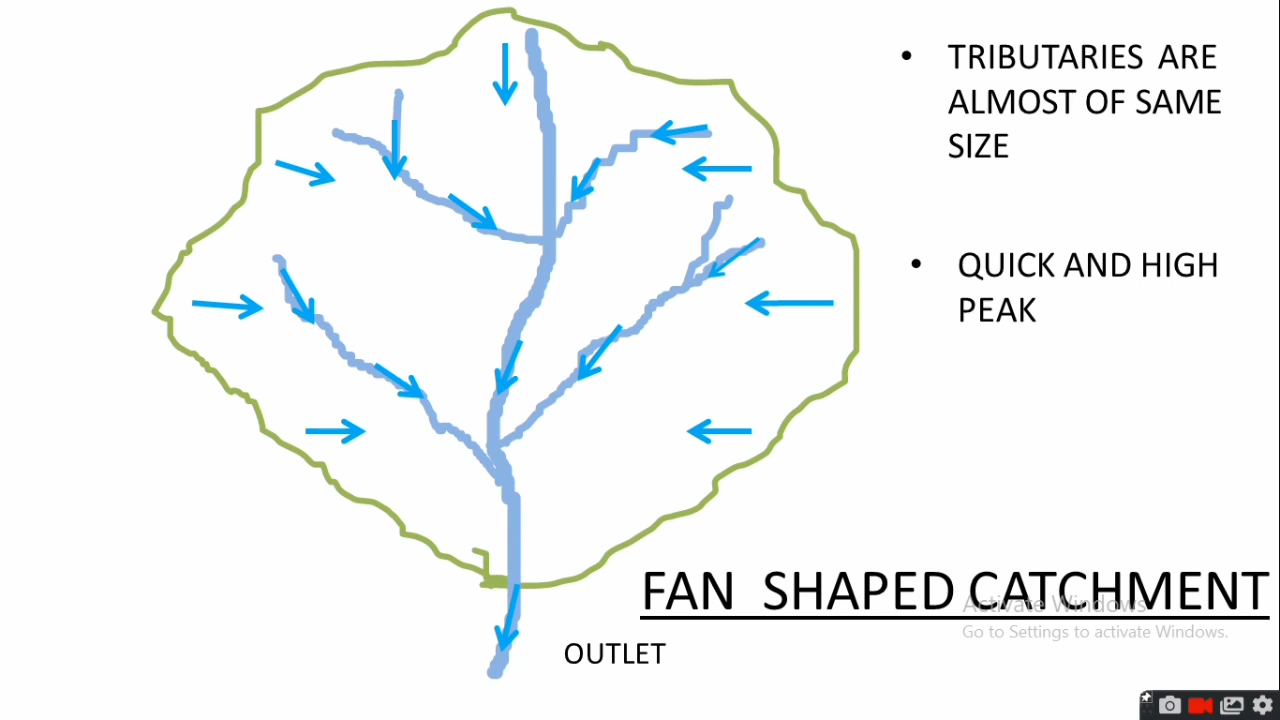 • TRIBUTARIES ARE
ALMOST OF SAME
SIZE
• QUICK AND HIGH
PEAK
FAN SHAPED CATCHMENT
Activate Windows
Go to Settings to activate Windows.
OUTLET